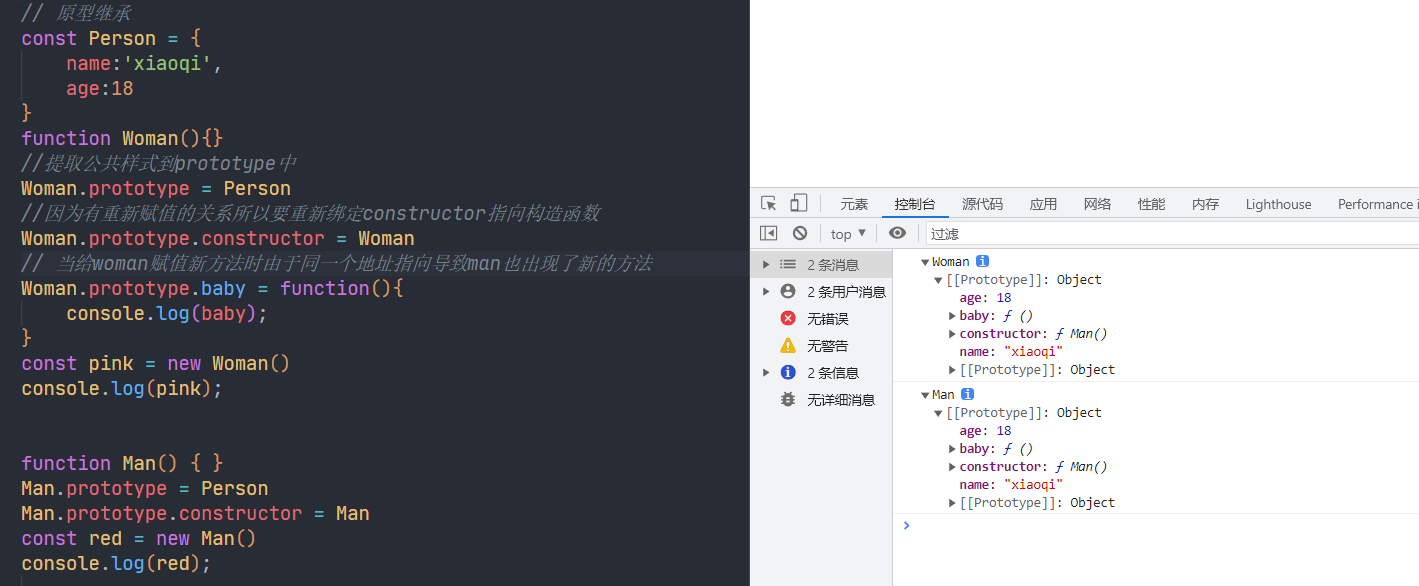 // 原型继承
const Person = {
    name:'xiaoqi',
    age:18
}
function Woman(){}
//提取公共样式到prototype中
Woman.prototype = Person
//因为有重新赋值的关系所以要重新绑定constructor指向构造函数
Woman.prototype.constructor = Woman
// 当给woman赋值新方法时由于同一个地址指向导致man也出现了新的方法
Woman.prototype.baby = function(){
    console.log(baby);
}
const pink = new Woman()
console.log(pink);
function Man() { }
Man.prototype = Person
Man.prototype.constructor = Man
const red = new Man()
console.log(red);
元素 控制台 源代码 应用 网络 性能 内存 Lighthouse Performance i
top 过滤
2 条消息
2 条用户消息
无错误
无警告
2 条信息
无详细消息
Woman i
[[Prototype]]: Object
age: 18
baby: ƒ ()
constructor: ƒ Man()
name: "xiaoqi"
[[Prototype]]: Object
Man i
[[Prototype]]: Object
age: 18
baby: ƒ ()
constructor: ƒ Man()
name: "xiaoqi"
[[Prototype]]: Object